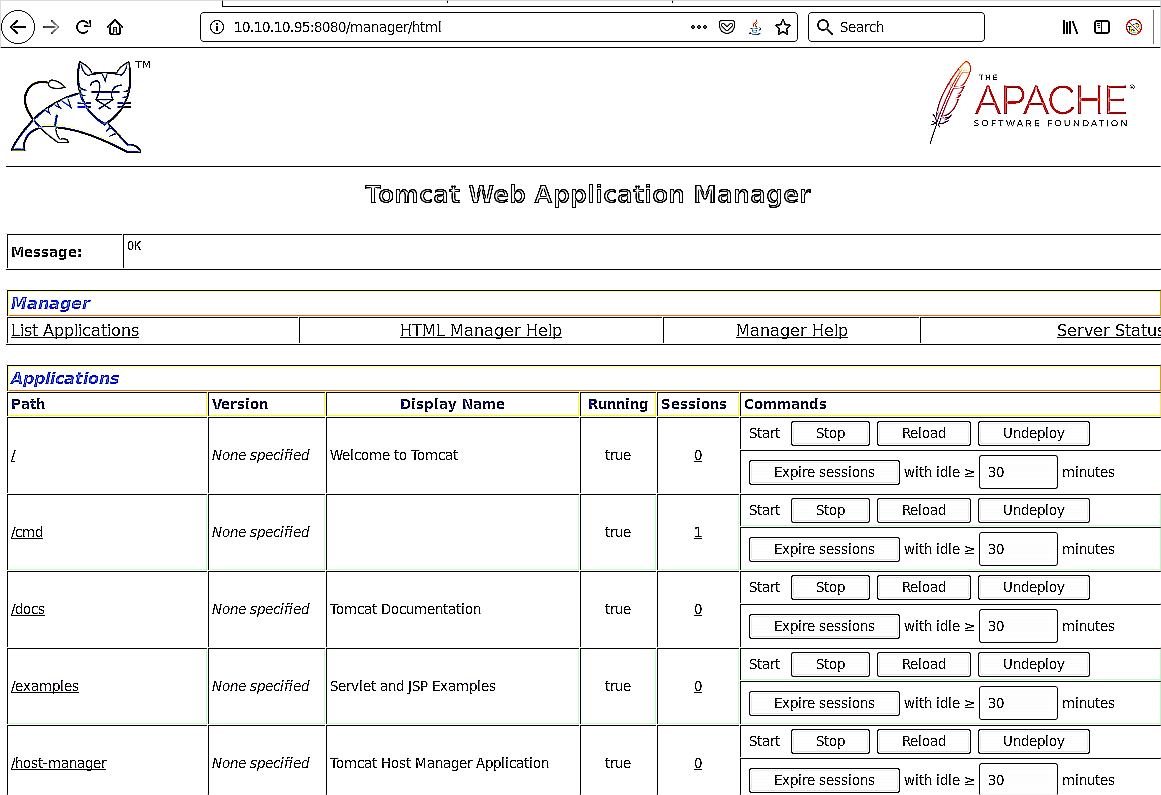 10.10.10.95:8080/manager/html Search
TM
THE
APACHE®
SOFTWARE FOUNDATION
Tomcat Web Application Manager
Message: OK
Manager
List Applications HTML Manager Help Manager Help Server Status
Applications
Path Version Display Name Running Sessions Commands
/ None specified Welcome to Tomcat true 0 Start Stop Reload Undeploy
Expire sessions with idle ≥ 30 minutes
/cmd None specified true 1 Start Stop Reload Undeploy
Expire sessions with idle ≥ 30 minutes
/docs None specified Tomcat Documentation true 0 Start Stop Reload Undeploy
Expire sessions with idle ≥ 30 minutes
/examples None specified Servlet and JSP Examples true 0 Start Stop Reload Undeploy
Expire sessions with idle ≥ 30 minutes
/host-manager None specified Tomcat Host Manager Application true 0 Start Stop Reload Undeploy
Expire sessions with idle ≥ 30 minutes